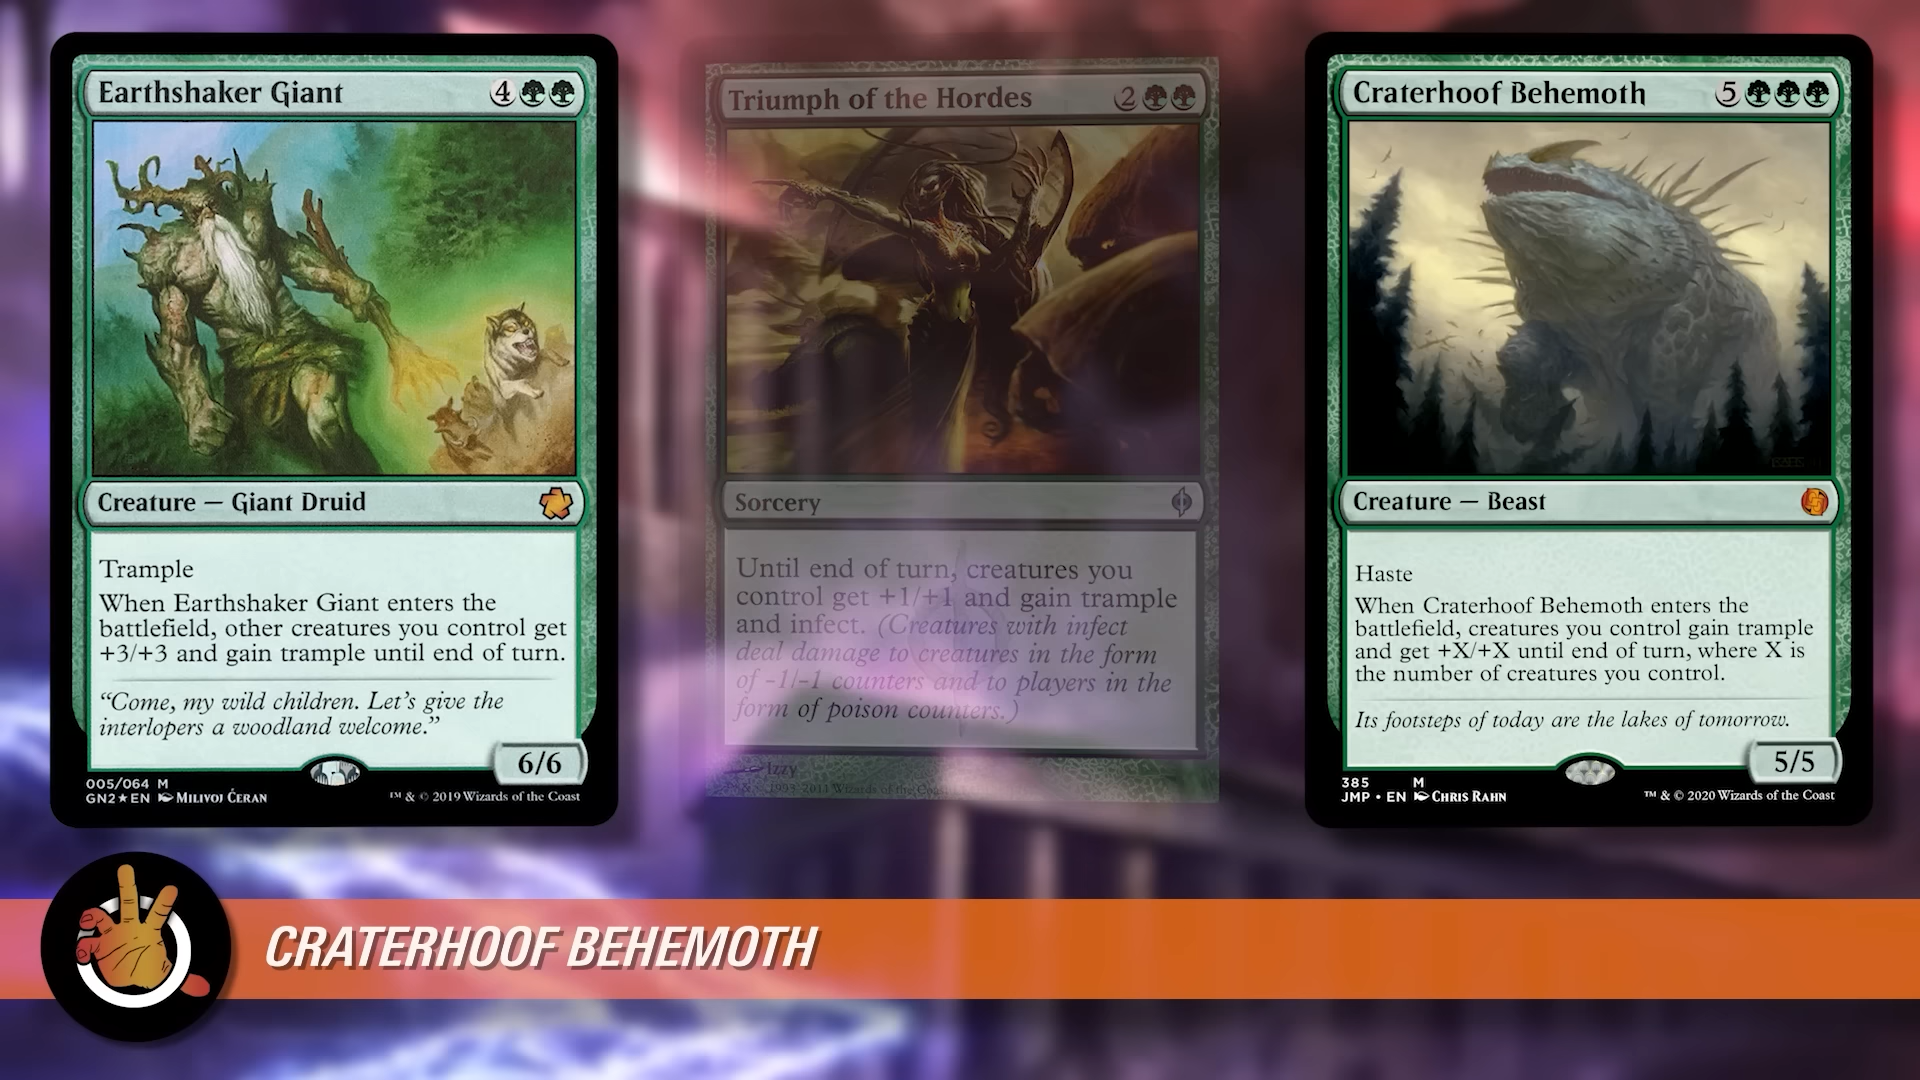 Earthshaker Giant 4
Creature — Giant Druid
Trample
When Earthshaker Giant enters the
battlefield, other creatures you control get
+3/+3 and gain trample until end of turn.
“Come, my wild children. Let’s give the
interlopers a woodland welcome.”
6/6
005/064 M
GN2★EN Milivoj Ćeran
™ & © 2019 Wizards of the Coast
Triumph of the Hordes 2
Sorcery
Until end of turn, creatures you
control get +1/+1 and gain trample
and infect. (Creatures with infect
deal damage to creatures in the form
of -1/-1 counters and to players in the
form of poison counters.)
Izzy
1993-2011 Wizards of the Coast
Craterhoof Behemoth 5
Creature — Beast
Haste
When Craterhoof Behemoth enters the
battlefield, creatures you control gain trample
and get +X/+X until end of turn, where X is
the number of creatures you control.
Its footsteps of today are the lakes of tomorrow.
5/5
385 M
JMP • EN Chris Rahn
™ & © 2020 Wizards of the Coast
CRATERHOOF BEHEMOTH